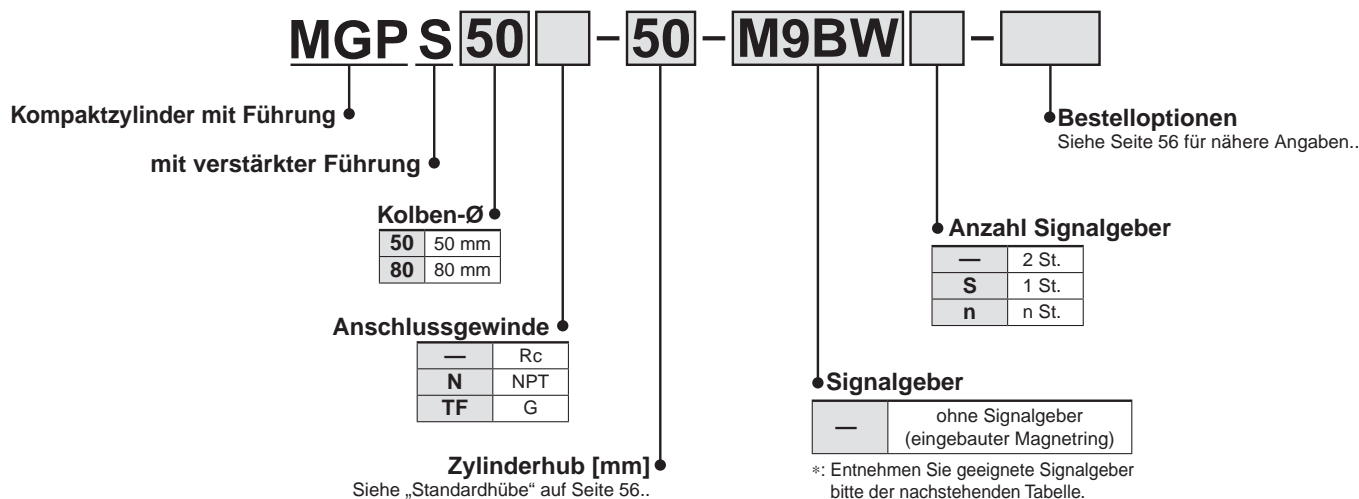 MGP S 50 – 50 – M9BW –
Kompaktzylinder mit Führung
mit verstärkter Führung
Kolben-Ø
50 50 mm
80 80 mm
Anschlussgewinde
— Rc
N NPT
TF G
Zylinderhub [mm]
Siehe „Standardhübe“ auf Seite 56..
Bestelloptionen
Siehe Seite 56 für nähere Angaben..
Anzahl Signalgeber
— 2 St.
S 1 St.
n n St.
Signalgeber
— ohne Signalgeber
(eingebauter Magnetring)
*: Entnehmen Sie geeignete Signalgeber
bitte der nachstehenden Tabelle.